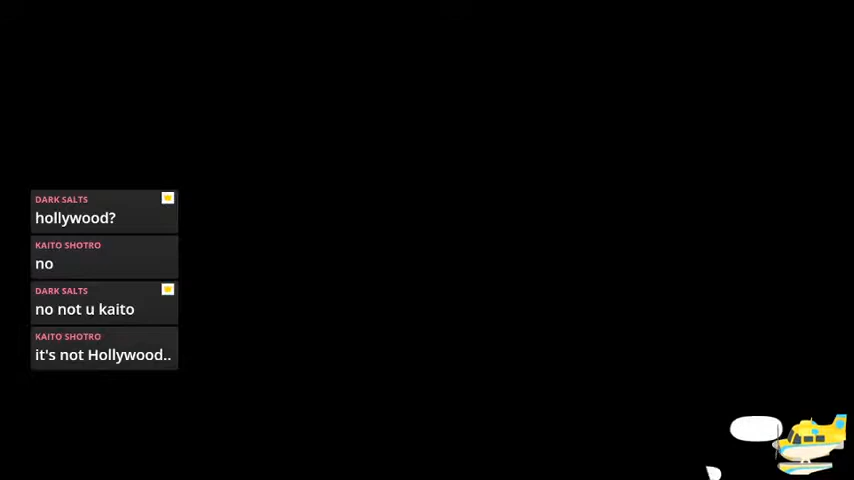 DARK SALTS
hollywood?
KAITO SHOTRO
no
DARK SALTS
no not u kaito
KAITO SHOTRO
it's not Hollywood..